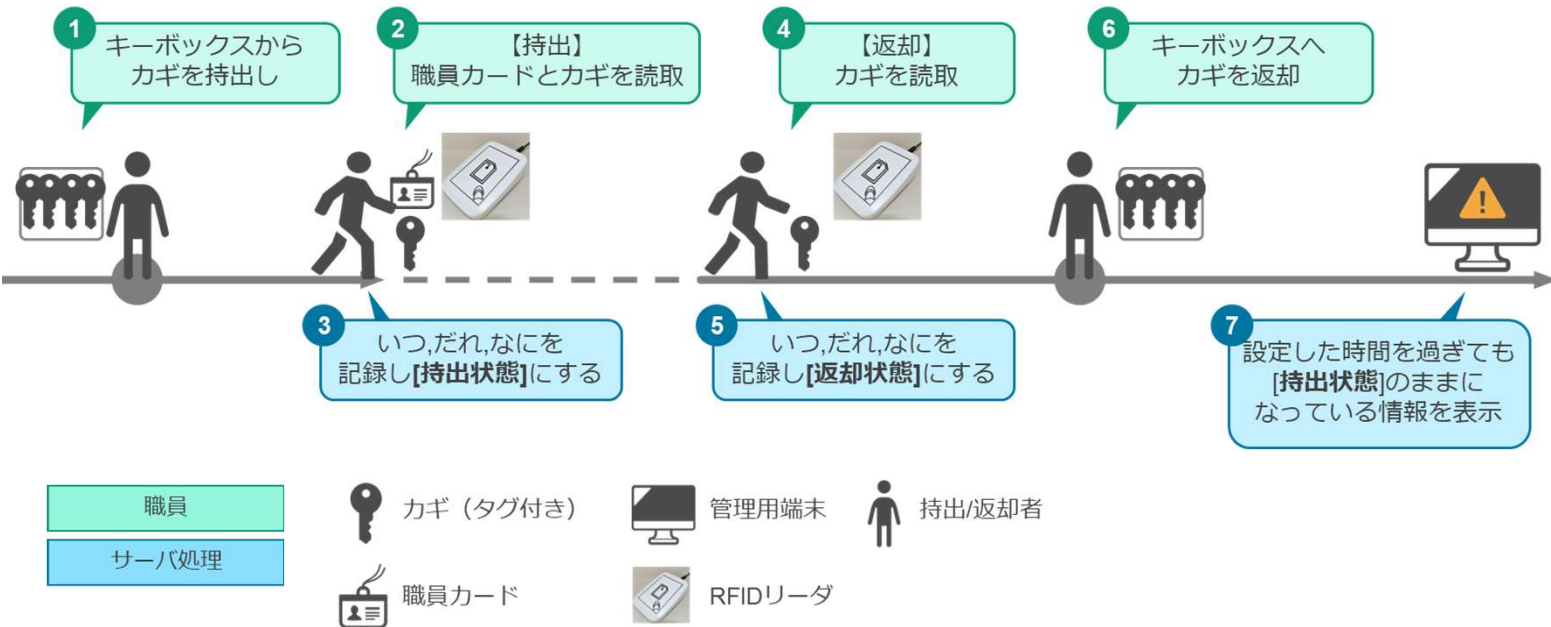 1
キーボックスから
カギを持出し
2
【持出】
職員カードとカギを読取
4
【返却】
カギを読取
6
キーボックスへ
カギを返却
3
いつ,だれ,なにを
記録し[持出状態]にする
5
いつ,だれ,なにを
記録し[返却状態]にする
7
設定した時間を過ぎても
[持出状態]のままに
なっている情報を表示
職員
サーバ処理
カギ（タグ付き）
管理用端末
持出/返却者
職員カード
RFIDリーダ